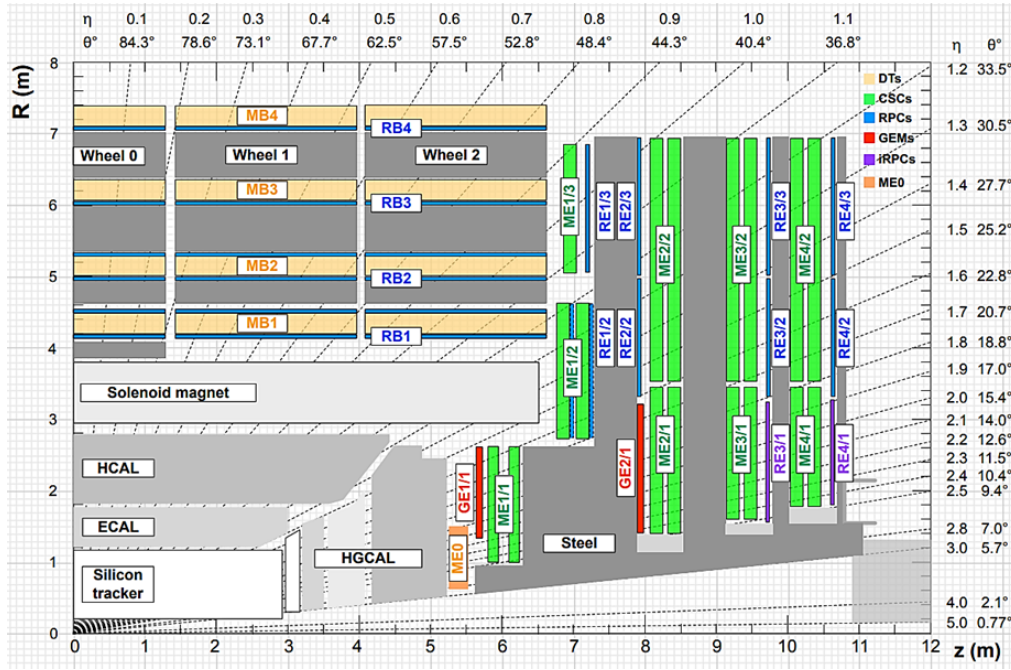 η 0.1 0.2 0.3 0.4 0.5 0.6 0.7 0.8 0.9 1.0 1.1
θ° 84.3° 78.6° 73.1° 67.7° 62.5° 57.5° 52.8° 48.4° 44.3° 40.4° 36.8° η θ°
R (m)
8
7
6
5
4
3
2
1
0
1.2 33.5°
1.3 30.5°
1.4 27.7°
1.5 25.2°
1.6 22.8°
1.7 20.7°
1.8 18.8°
1.9 17.0°
2.0 15.4°
2.1 14.0°
2.2 12.6°
2.3 11.5°
2.4 10.4°
2.5 9.4°
2.8 7.0°
3.0 5.7°
4.0 2.1°
5.0 0.77°
DTs
CSCs
RPCs
GEMs
iRPCs
ME0
MB4
RB4
Wheel 0
Wheel 1
Wheel 2
MB3
RB3
MB2
RB2
MB1
RB1
Solenoid magnet
HCAL
ECAL
HGCAL
Silicon
tracker
Steel
ME0
GE1/1
ME1/1
ME1/2
ME1/3
RE1/3
RE2/3
RE1/2
RE2/2
GE2/1
ME2/2
ME2/1
ME3/2
ME3/1
RE3/3
RE3/2
RE3/1
ME4/2
ME4/1
RE4/3
RE4/2
RE4/1
0 1 2 3 4 5 6 7 8 9 10 11 12
z (m)